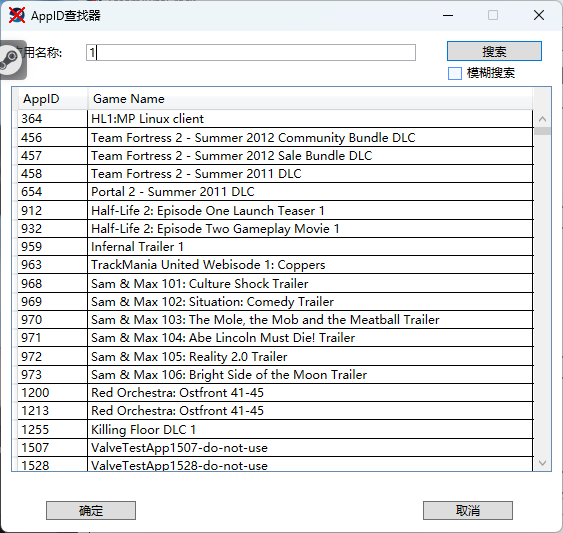 AppID查找器
用名称:
1
搜索
模糊搜索
AppID Game Name
364 HL1:MP Linux client
456 Team Fortress 2 - Summer 2012 Community Bundle DLC
457 Team Fortress 2 - Summer 2012 Sale Bundle DLC
458 Team Fortress 2 - Summer 2011 DLC
654 Portal 2 - Summer 2011 DLC
912 Half-Life 2: Episode One Launch Teaser 1
932 Half-Life 2: Episode Two Gameplay Movie 1
959 Infernal Trailer 1
963 TrackMania United Webisode 1: Coppers
968 Sam & Max 101: Culture Shock Trailer
969 Sam & Max 102: Situation: Comedy Trailer
970 Sam & Max 103: The Mole, the Mob and the Meatball Trailer
971 Sam & Max 104: Abe Lincoln Must Die! Trailer
972 Sam & Max 105: Reality 2.0 Trailer
973 Sam & Max 106: Bright Side of the Moon Trailer
1200 Red Orchestra: Ostfront 41-45
1213 Red Orchestra: Ostfront 41-45
1255 Killing Floor DLC 1
1507 ValveTestApp1507-do-not-use
1528 ValveTestApp1528-do-not-use
确定
取消